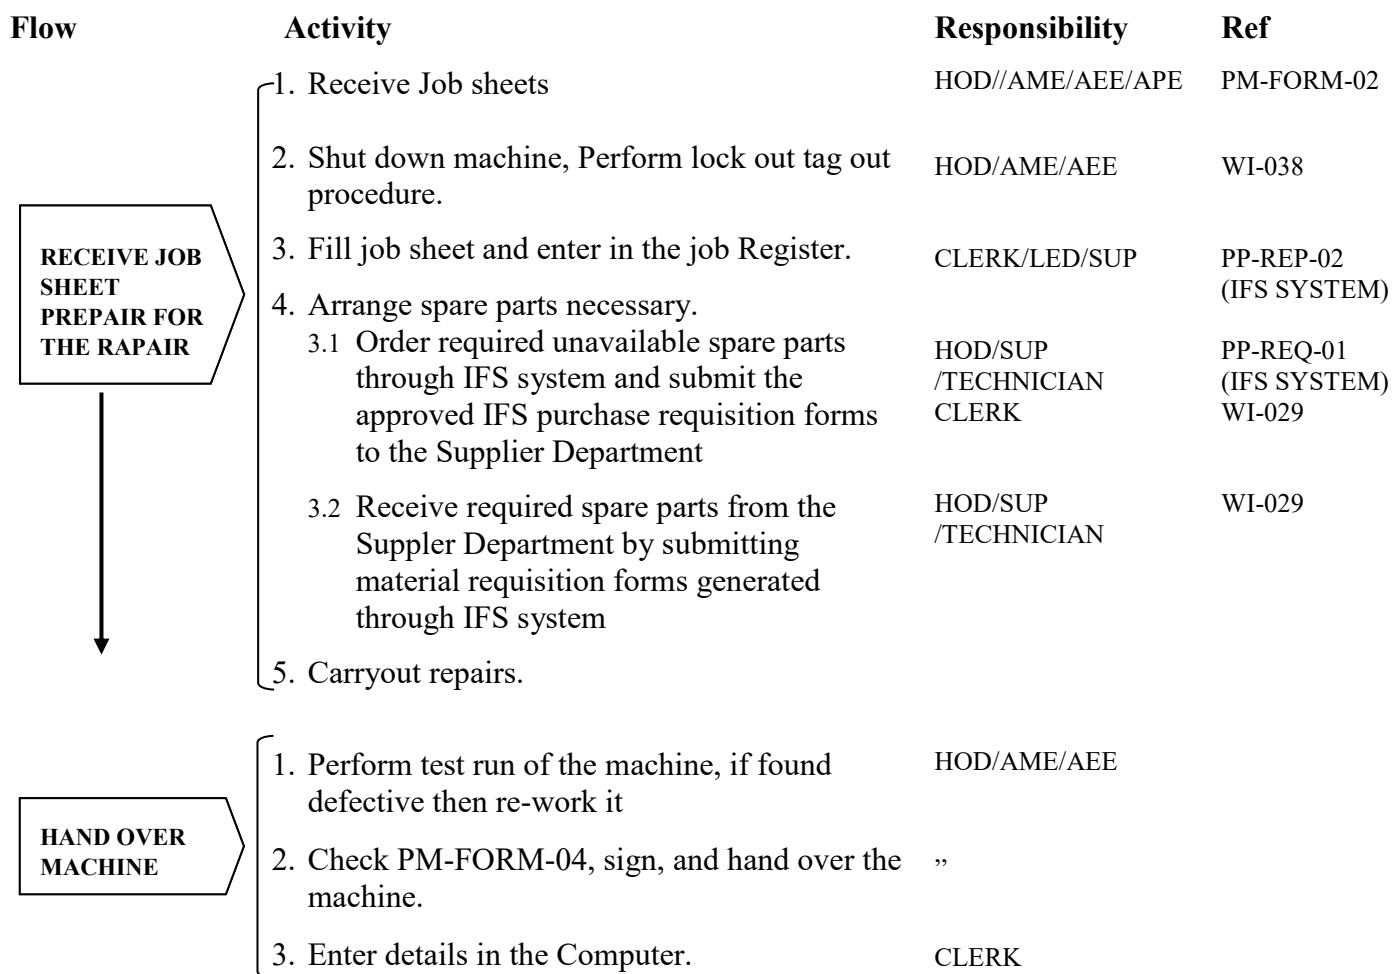 Flow Activity Responsibility Ref
1. Receive Job sheets HOD//AME/AEE/APE PM-FORM-02
2. Shut down machine, Perform lock out tag out HOD/AME/AEE WI-038
procedure.
RECEIVE JOB
SHEET
PREPAIR FOR
THE RAPAIR
3. Fill job sheet and enter in the job Register. CLERK/LED/SUP PP-REP-02
(IFS SYSTEM)
4. Arrange spare parts necessary.
3.1 Order required unavailable spare parts HOD/SUP PP-REQ-01
through IFS system and submit the /TECHNICIAN (IFS SYSTEM)
approved IFS purchase requisition forms CLERK WI-029
to the Supplier Department
3.2 Receive required spare parts from the HOD/SUP WI-029
Suppler Department by submitting /TECHNICIAN
material requisition forms generated
through IFS system
5. Carryout repairs.
HAND OVER
MACHINE
1. Perform test run of the machine, if found HOD/AME/AEE
defective then re-work it
2. Check PM-FORM-04, sign, and hand over the ”
machine.
3. Enter details in the Computer. CLERK